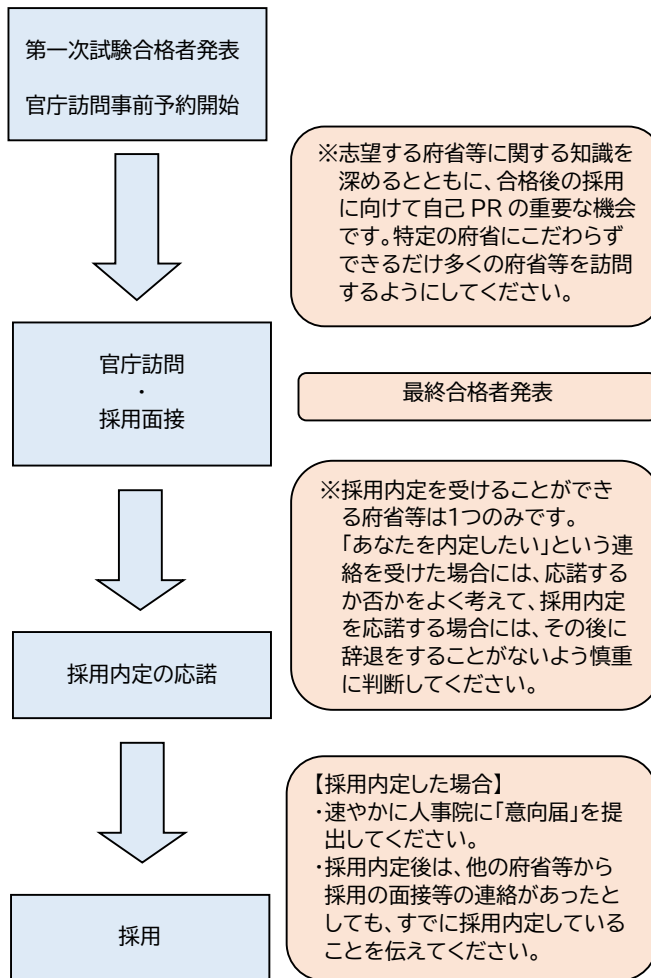 第一次試験合格者発表
官庁訪問事前予約開始
※志望する府省等に関する知識を
深めるとともに、合格後の採用
に向けて自己 PR の重要な機会
です。特定の府省にこだわらず
できるだけ多くの府省等を訪問
するようにしてください。
官庁訪問
・
採用面接
最終合格者発表
※採用内定を受けることができ
る府省等は1つのみです。
「あなたを内定したい」という連
絡を受けた場合には、応諾する
か否かをよく考えて、採用内定
を応諾する場合には、その後に
辞退をすることがないよう慎重
に判断してください。
採用内定の応諾
【採用内定した場合】
・速やかに人事院に「意向届」を提
出してください。
・採用内定後は、他の府省等から
採用の面接等の連絡があったと
しても、すでに採用内定している
ことを伝えてください。
採用